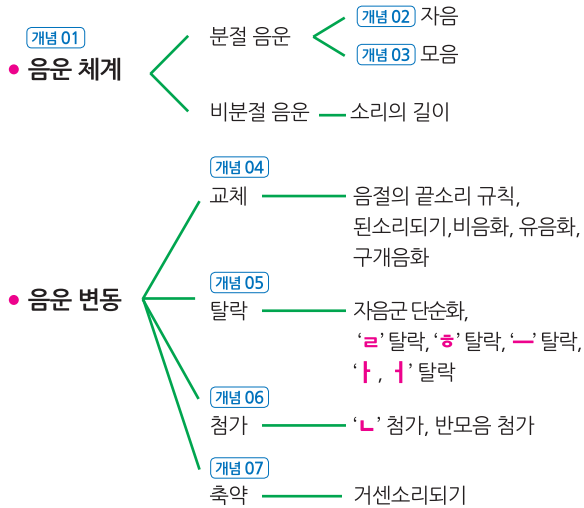 개념 01
음운 체계
분절 음운
개념 02 자음
개념 03 모음
비분절 음운 소리의 길이
음운 변동
개념 04
교체
음절의 끝소리 규칙,
된소리되기,비음화, 유음화,
구개음화
개념 05
탈락
자음군 단순화,
‘ㄹ’ 탈락, ‘ㅎ’ 탈락, ‘ㅡ’ 탈락,
‘ㅏ, ㅓ’ 탈락
개념 06
첨가
‘ㄴ’ 첨가, 반모음 첨가
개념 07
축약
거센소리되기